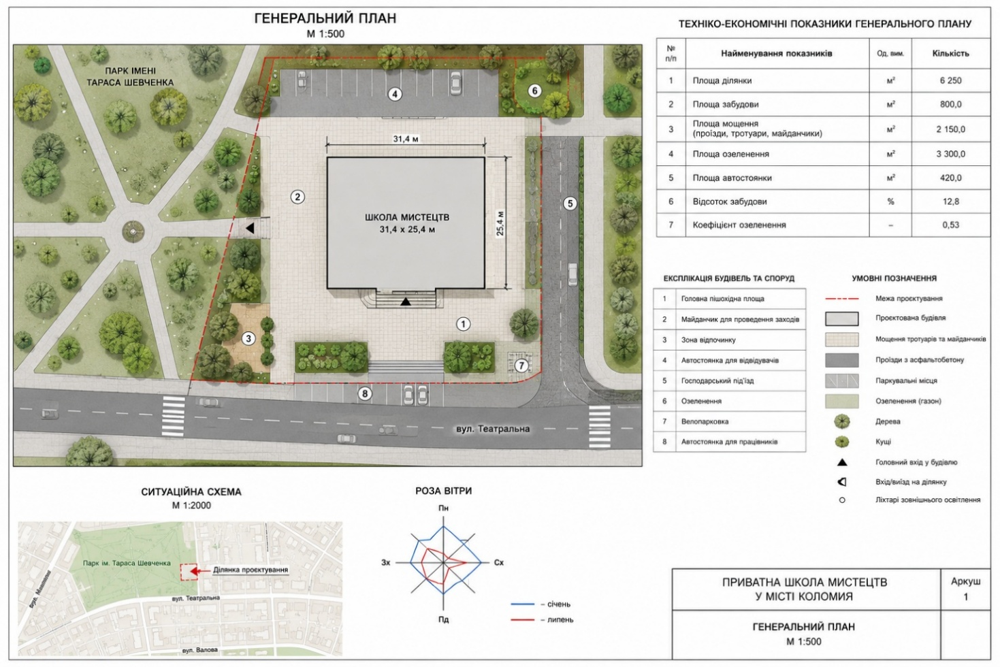 ГЕНЕРАЛЬНИЙ ПЛАН
М 1:500
ПАРК ІМЕНІ
ТАРАСА ШЕВЧЕНКА
4
6
31,4 м
2
ШКОЛА МИСТЕЦТВ
31,4 х 25,4 м
25,4 м
5
1
3
7
8
вул. Театральна
ТЕХНІКО-ЕКОНОМІЧНІ ПОКАЗНИКИ ГЕНЕРАЛЬНОГО ПЛАНУ
№ п/п Найменування показників Од, вим. Кількість
1 Площа ділянки м² 6 250
2 Площа забудови м² 800,0
3 Площа мощення
(проїзди, тротуари, майданчики) м² 2 150,0
4 Площа озеленення м² 3 300,0
5 Площа автостоянки м² 420,0
6 Відсоток забудови % 12,8
7 Коефіцієнт озеленення – 0,53
ЕКСПЛІКАЦІЯ БУДІВЕЛЬ ТА СПОРУД
1 Головна пішохідна площа
2 Майданчик для проведення заходів
3 Зона відпочинку
4 Автостоянка для відвідувачів
5 Господарський під'їзд
6 Озеленення
7 Велопарковка
8 Автостоянка для працівників
УМОВНІ ПОЗНАЧЕННЯ
Межа проєктування
Проєктована будівля
Мощення тротуарів та майданчиків
Проїзди з асфальтобетону
Паркувальні місця
Озеленення (газон)
Дерева
Кущі
Головний вхід у будівлю
Вхід/виїзд на ділянку
Ліхтарі зовнішнього освітлення
СИТУАЦІЙНА СХЕМА
М 1:2000
Парк ім. Тараса Шевченка
Ділянка проєктування
вул. Театральна
вул. Валова
РОЗА ВІТРИ
Пн
Зх
Сх
Пд
– січень
– липень
ПРИВАТНА ШКОЛА МИСТЕЦТВ
У МІСТІ КОЛОМИЯ
Аркуш
1
ГЕНЕРАЛЬНИЙ ПЛАН
М 1:500